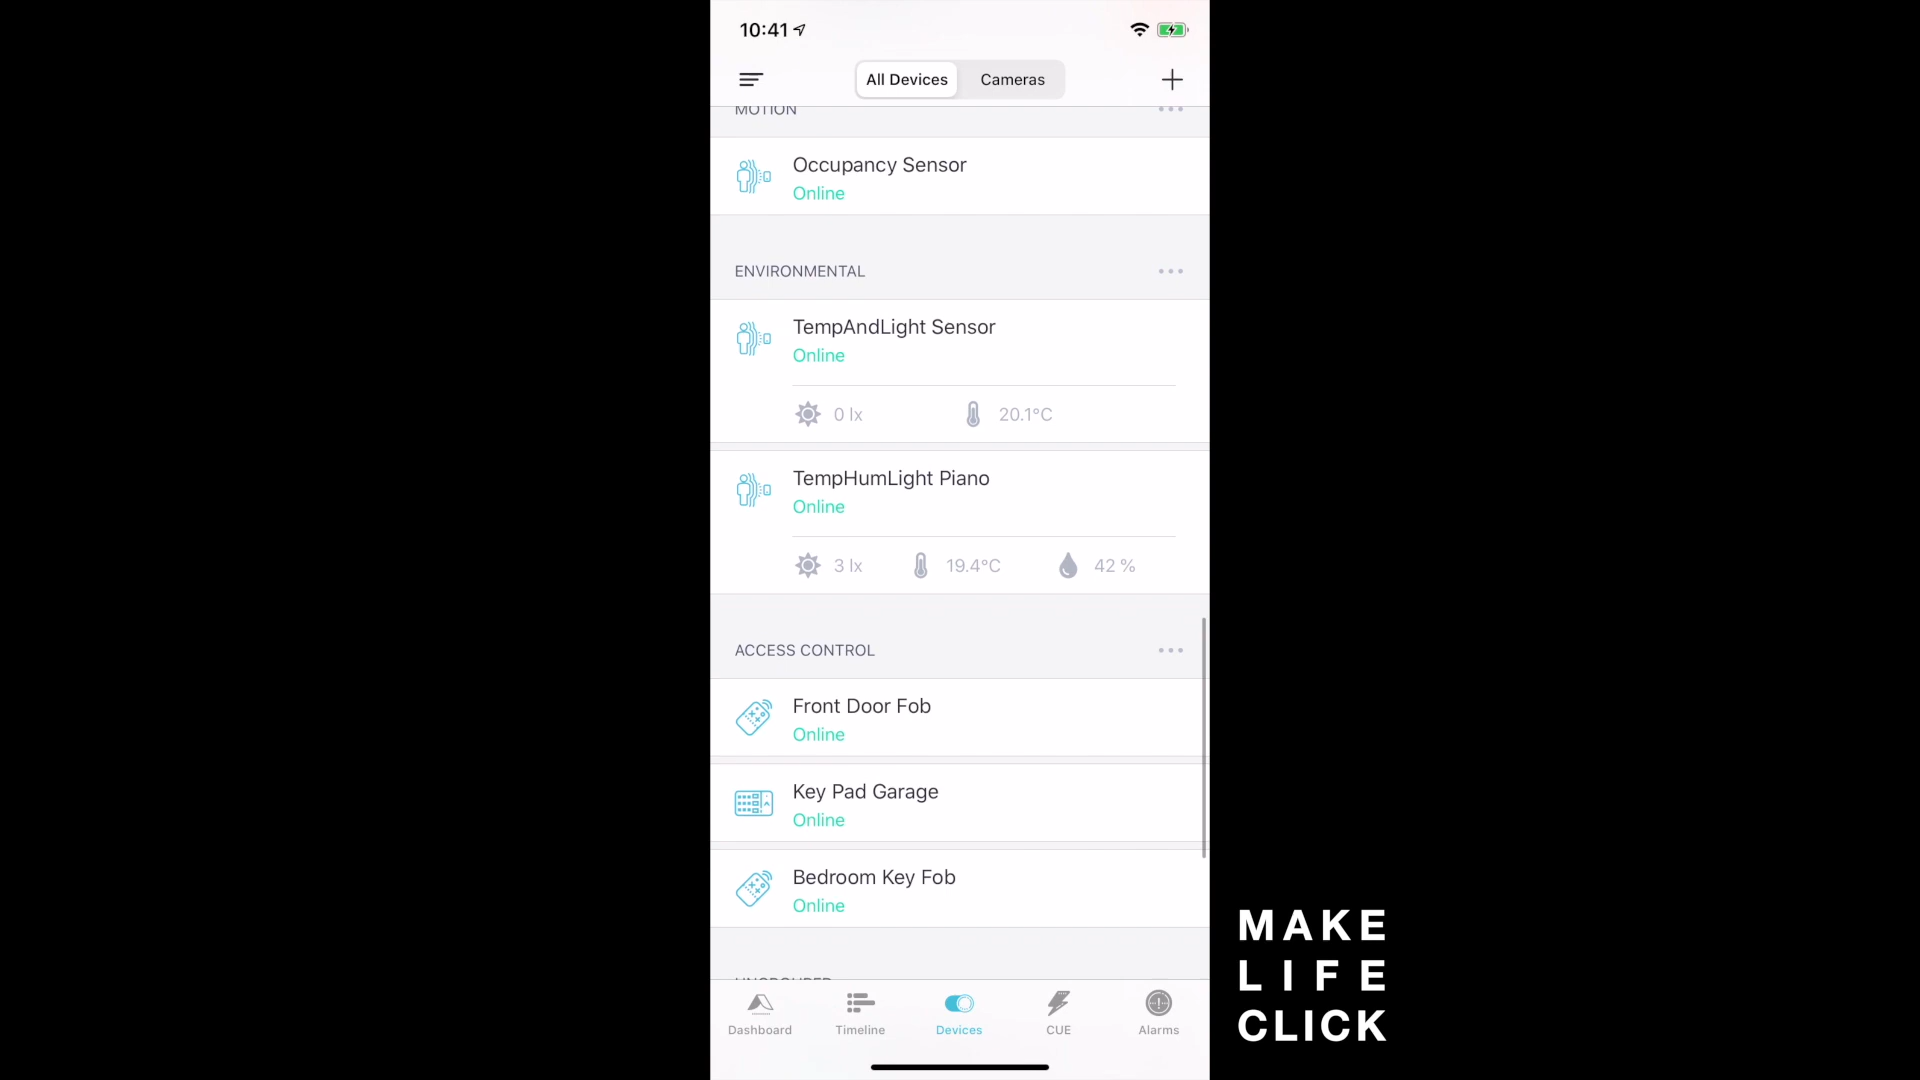 10:41
All Devices
Cameras
MOTION
Occupancy Sensor
Online
ENVIRONMENTAL
TempAndLight Sensor
Online
0 lx
20.1°C
TempHumLight Piano
Online
3 lx
19.4°C
42 %
ACCESS CONTROL
Front Door Fob
Online
Key Pad Garage
Online
Bedroom Key Fob
Online
UNGROUPED
Dashboard
Timeline
Devices
CUE
Alarms
MAKE
LIFE
CLICK